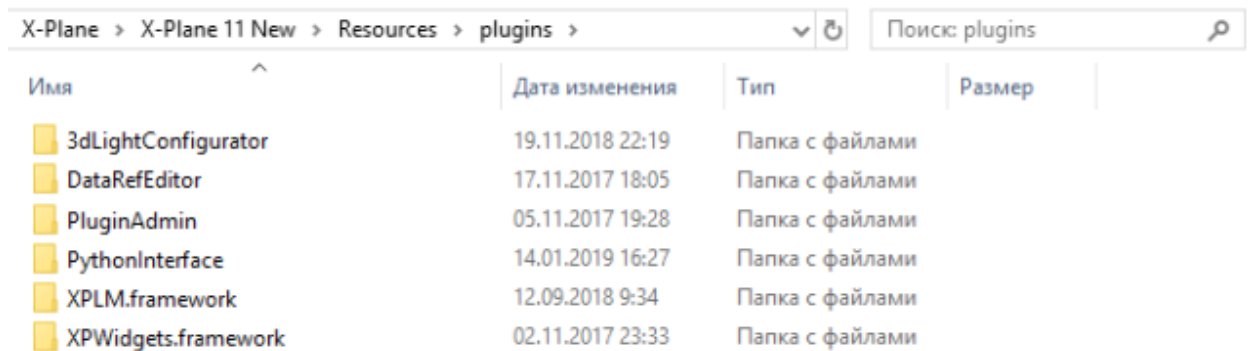 X-Plane > X-Plane 11 New > Resources > plugins > Поиск: plugins
Имя Дата изменения Тип Размер
3dLightConfigurator 19.11.2018 22:19 Папка с файлами
DataRefEditor 17.11.2017 18:05 Папка с файлами
PluginAdmin 05.11.2017 19:28 Папка с файлами
PythonInterface 14.01.2019 16:27 Папка с файлами
XPLM.framework 12.09.2018 9:34 Папка с файлами
XPWidgets.framework 02.11.2017 23:33 Папка с файлами